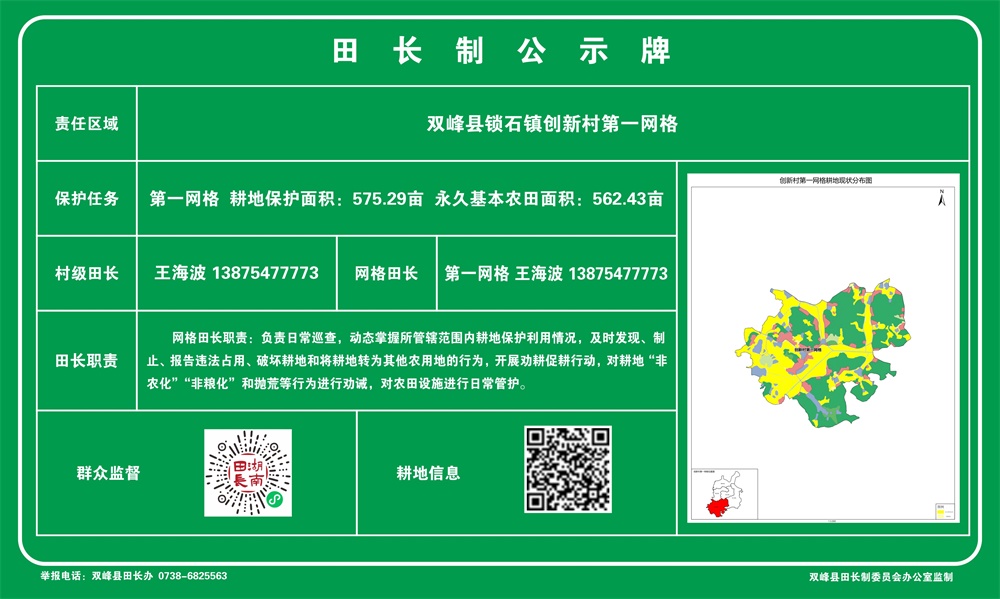 田长制公示牌
责任区域
双峰县锁石镇创新村第一网格
保护任务
第一网格 耕地保护面积：575.29亩 永久基本农田面积：562.43亩
创新村第一网格耕地现状分布图
N
村级田长
王海波 13875477773
网格田长
第一网格 王海波 13875477773
田长职责
网格田长职责：负责日常巡查，动态掌握所管辖范围内耕地保护利用情况，及时发现、制
止、报告违法占用、破坏耕地和将耕地转为其他农用地的行为，开展劝耕促耕行动，对耕地“非
农化”“非粮化”和抛荒等行为进行劝诫，对农田设施进行日常管护。
群众监督
湖南田長
耕地信息
举报电话：双峰县田长办 0738-6825563
双峰县田长制委员会办公室监制